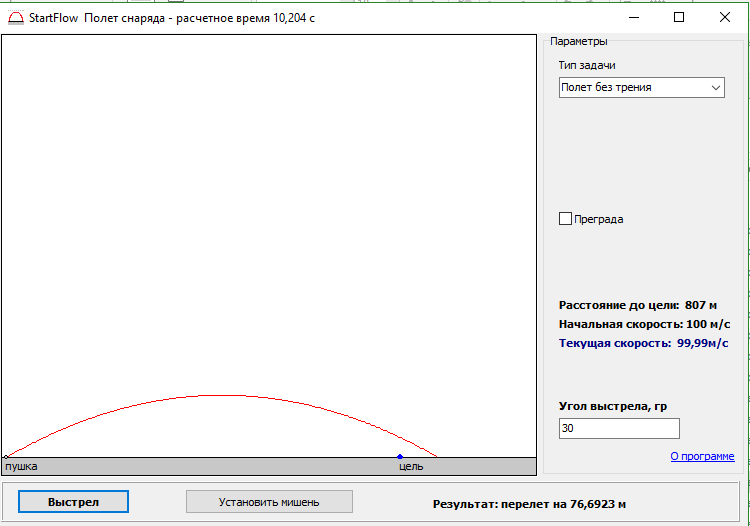 StartFlow Полет снаряда - расчетное время 10,204 с
Параметры
Тип задачи
Полет без трения
Преграда
Расстояние до цели: 807 м
Начальная скорость: 100 м/с
Текущая скорость: 99,99м/с
Угол выстрела, гр
30
О программе
пушка
цель
Выстрел
Установить мишень
Результат: перелет на 76,6923 м